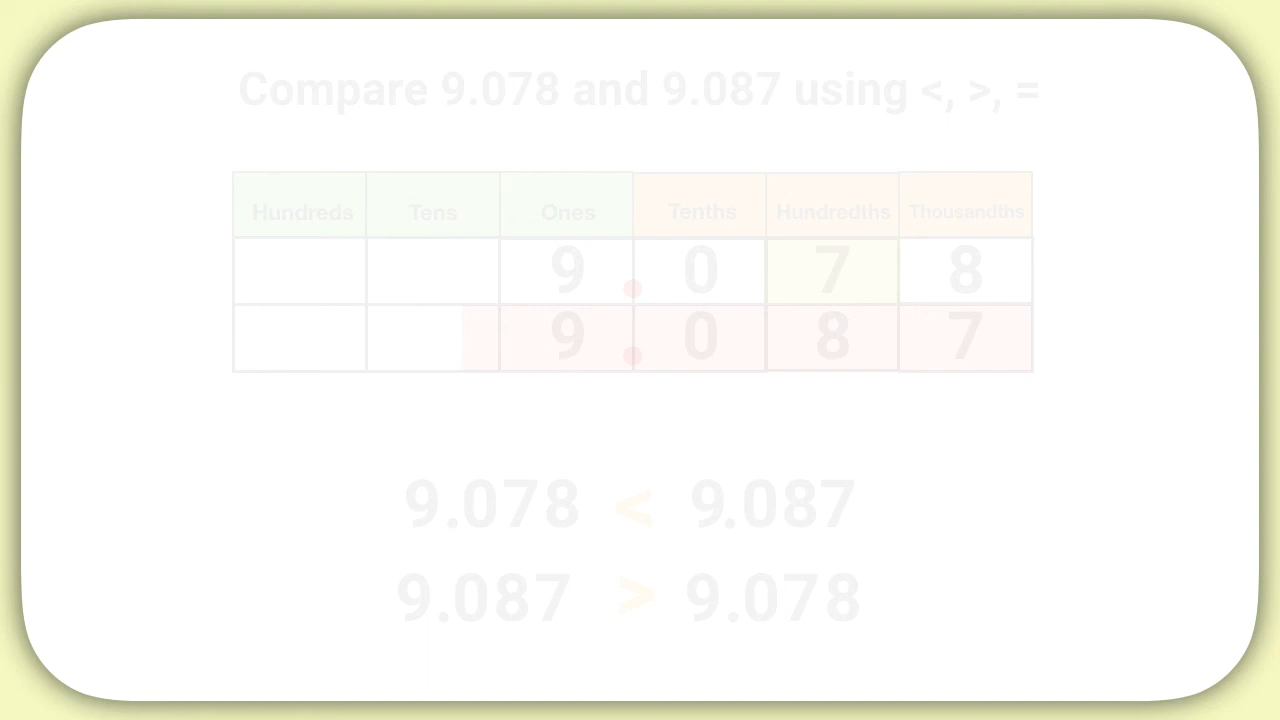 Compare 9.078 and 9.087 using <, >, =
Hundreds Tens Ones Tenths Hundredths Thousandths
9 . 0 7 8
9 . 0 8 7
9.078 < 9.087
9.087 > 9.078